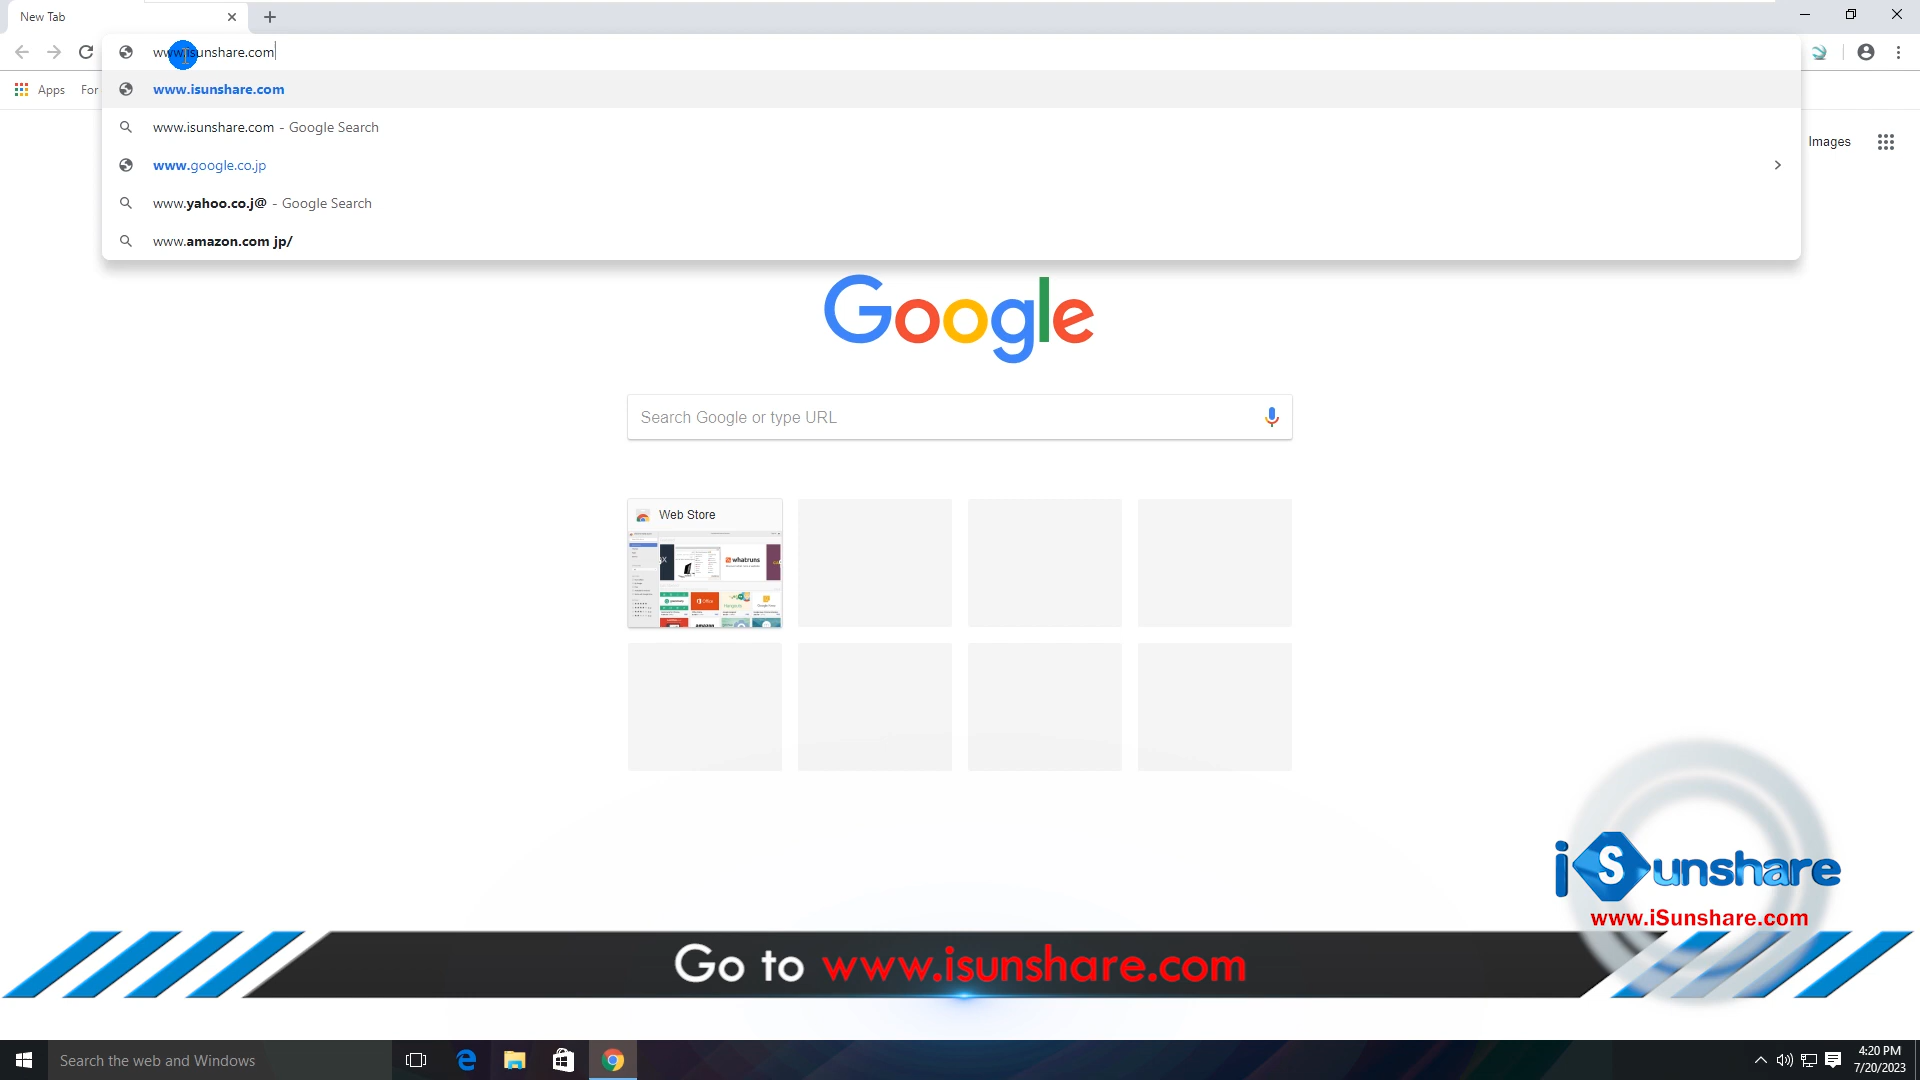 New Tab
www.isunshare.com
Apps For
www.isunshare.com
www.isunshare.com - Google Search
www.google.co.jp
Images
www.yahoo.co.j@ - Google Search
www.amazon.com jp/
Google
Search Google or type URL
Web Store
whatruns
Office
Hangouts
amazon
iSunshare
www.iSunshare.com
Go to www.isunshare.com
Search the web and Windows
4:20 PM
7/20/2023